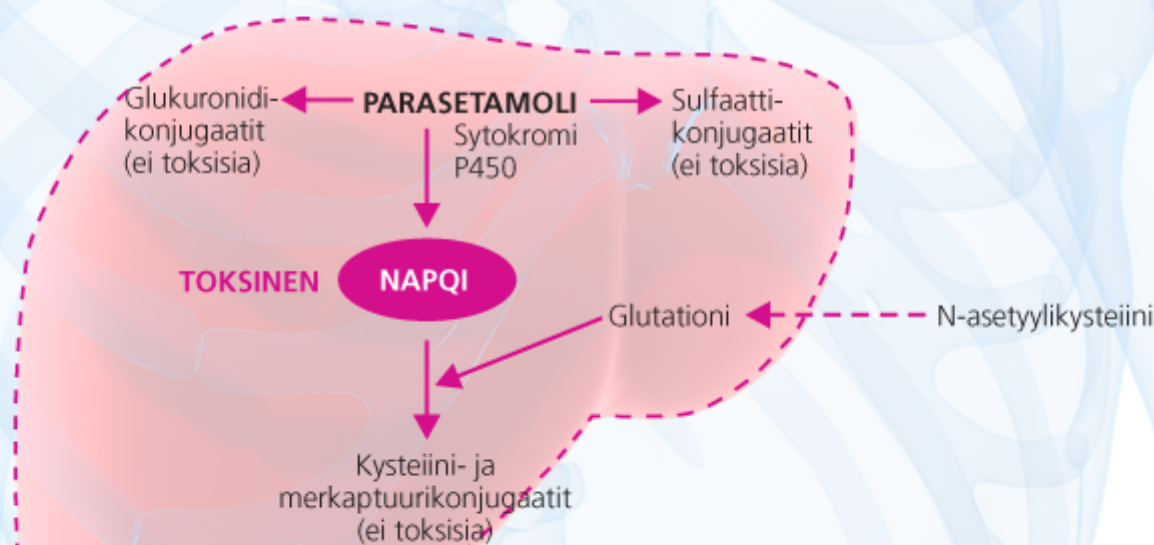 Glukuronidi-
konjugaatit
(ei toksisia)
PARASETAMOLI
Sytokromi
P450
Sulfaatti-
konjugaatit
(ei toksisia)
TOKSINEN
NAPQI
Glutationi
N-asetyylikysteiini
Kysteiini- ja
merkaptuurikonjugaatit
(ei toksisia)